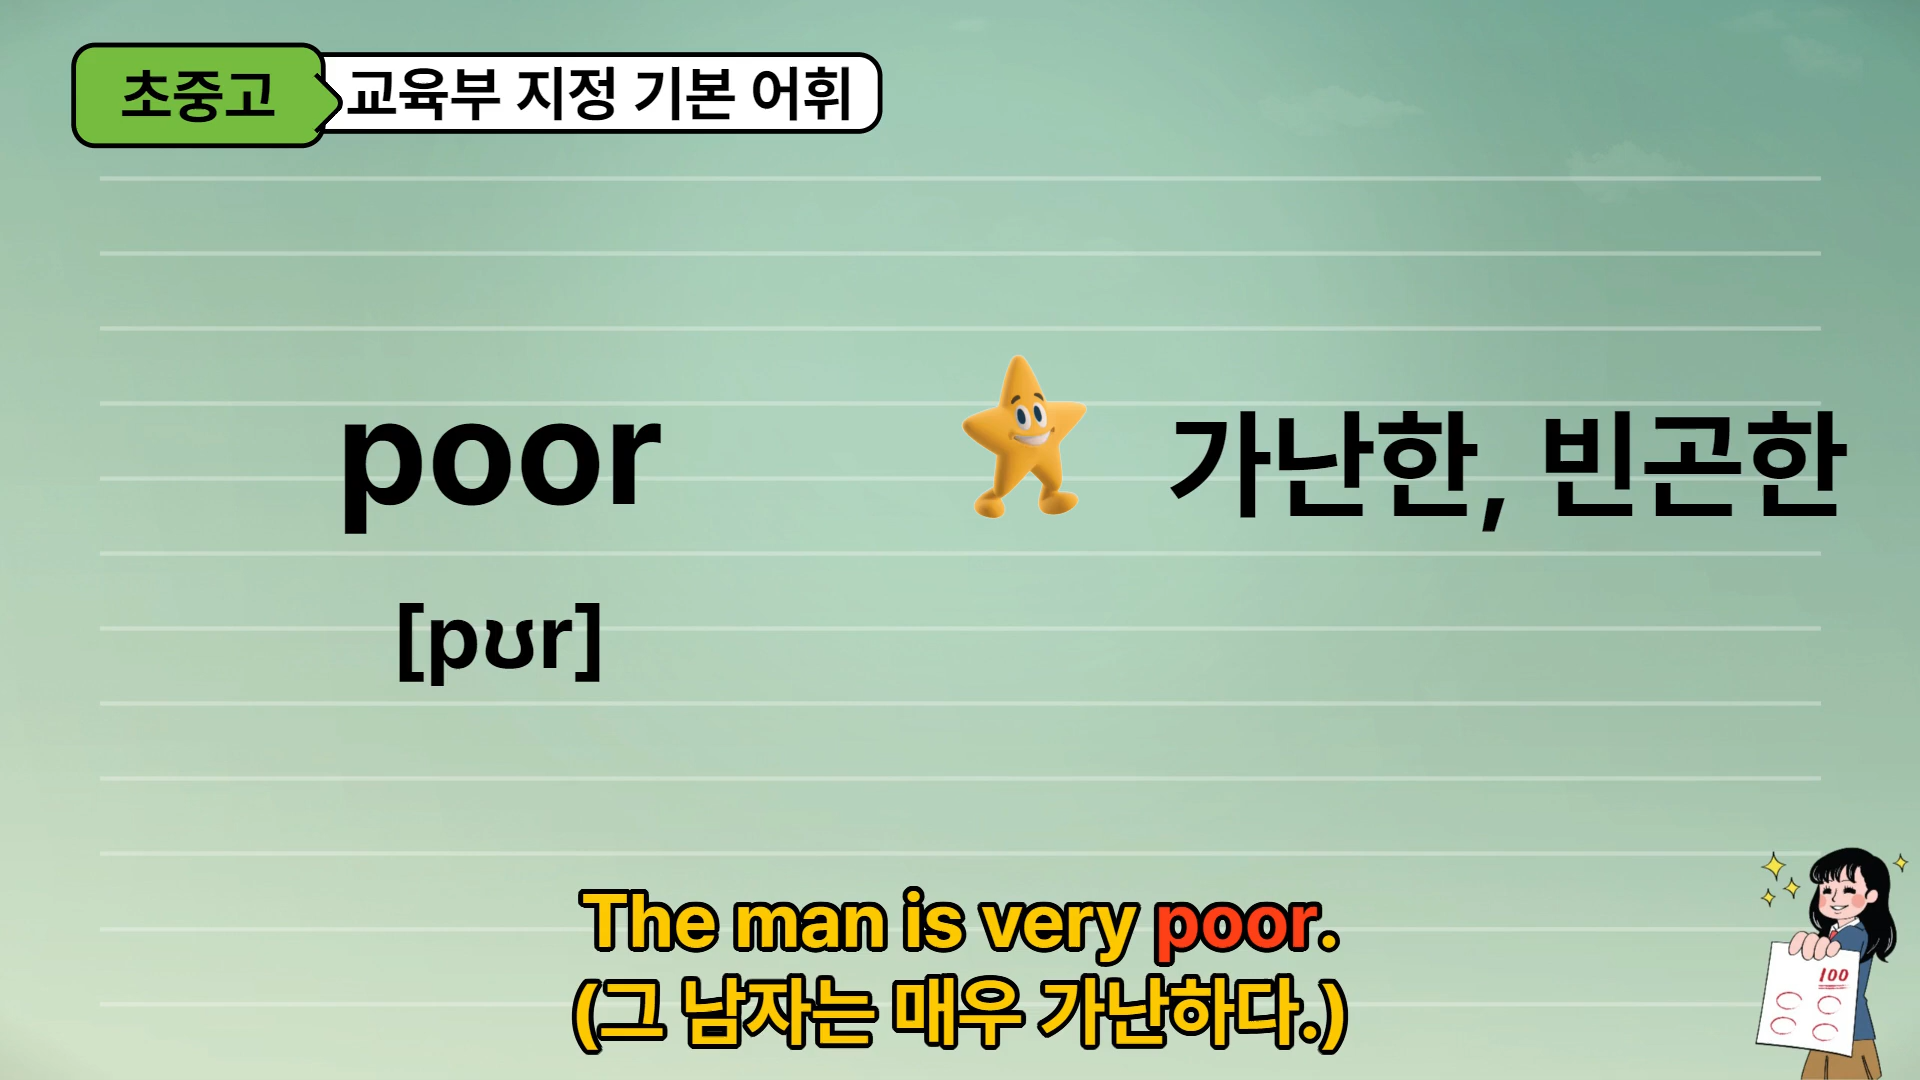 초중고 교육부 지정 기본 어휘
poor 가난한, 빈곤한
[pʊr]
The man is very poor.
(그 남자는 매우 가난하다.)
100